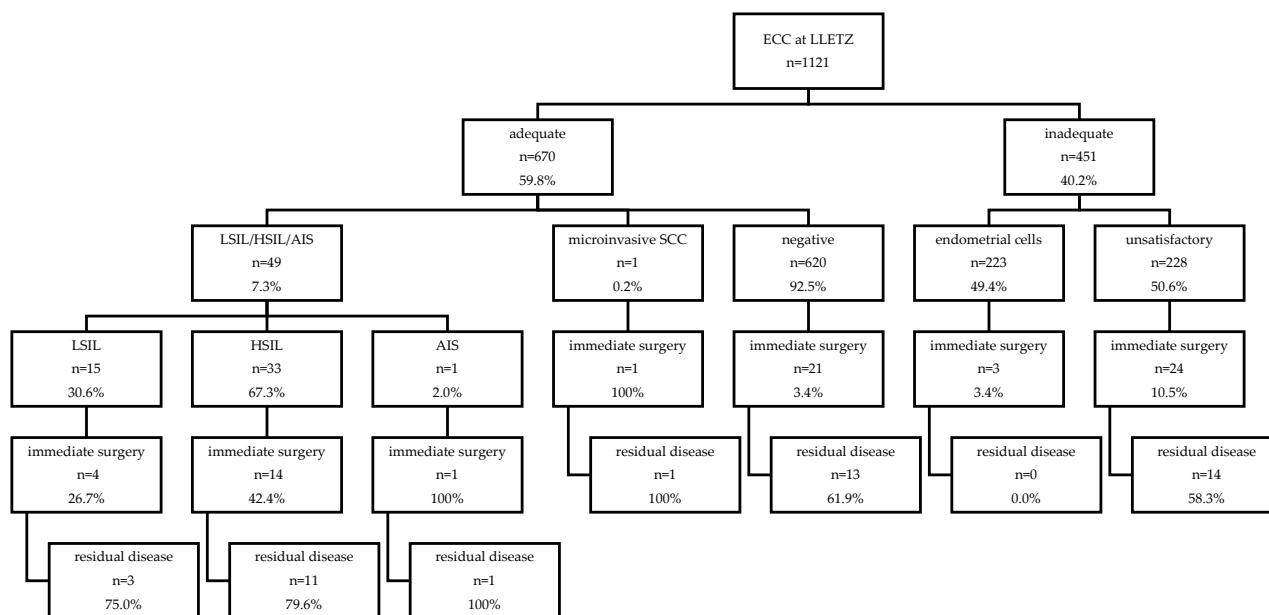 ECC at LLETZ
n=1121
adequate
n=670
59.8%
inadequate
n=451
40.2%
LSIL/HSIL/AIS
n=49
7.3%
microinvasive SCC
n=1
0.2%
negative
n=620
92.5%
endometrial cells
n=223
49.4%
unsatisfactory
n=228
50.6%
LSIL
n=15
30.6%
HSIL
n=33
67.3%
AIS
n=1
2.0%
immediate surgery
n=1
100%
immediate surgery
n=21
3.4%
immediate surgery
n=3
3.4%
immediate surgery
n=24
10.5%
immediate surgery
n=4
26.7%
immediate surgery
n=14
42.4%
immediate surgery
n=1
100%
residual disease
n=1
100%
residual disease
n=13
61.9%
residual disease
n=0
0.0%
residual disease
n=14
58.3%
residual disease
n=3
75.0%
residual disease
n=11
79.6%
residual disease
n=1
100%